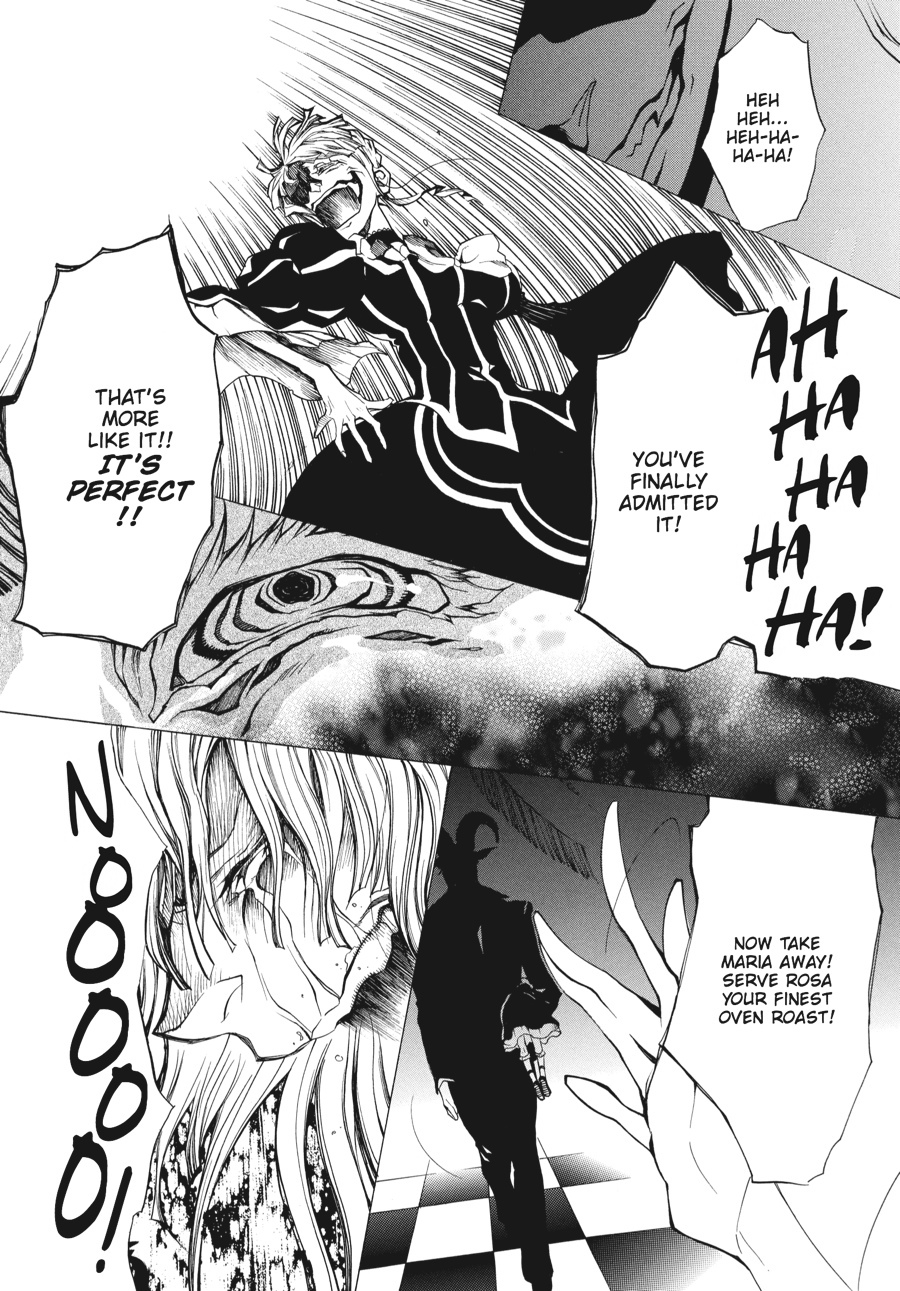 HEH
HEH...
HEH-HA-
HA-HA!
AH
HA
HA
HA
HA!
YOU'VE
FINALLY
ADMITTED
IT!
THAT'S
MORE
LIKE IT!!
IT'S
PERFECT
!!
NOW TAKE
MARIA AWAY!
SERVE ROSA
YOUR FINEST
OVEN ROAST!
NOOOOO!